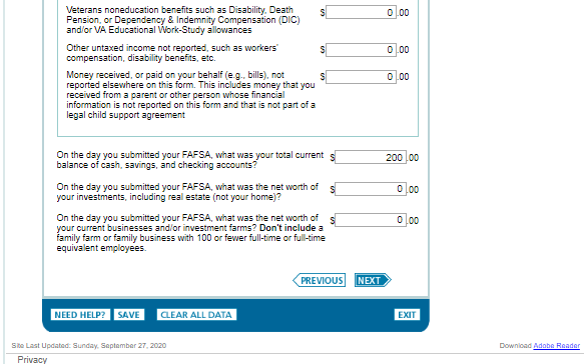 Veterans noneducation benefits such as Disability, Death
Pension, or Dependency & Indemnity Compensation (DIC)
and/or VA Educational Work-Study allowances
$ 0 .00
Other untaxed income not reported, such as workers'
compensation, disability benefits, etc.
$ 0 .00
Money received, or paid on your behalf (e.g., bills), not
reported elsewhere on this form. This includes money that you
received from a parent or other person whose financial
information is not reported on this form and that is not part of a
legal child support agreement
$ 0 .00
On the day you submitted your FAFSA, what was your total current
balance of cash, savings, and checking accounts?
$ 200 .00
On the day you submitted your FAFSA, what was the net worth of
your investments, including real estate (not your home)?
$ 0 .00
On the day you submitted your FAFSA, what was the net worth of
your current businesses and/or investment farms? Don't include a
family farm or family business with 100 or fewer full-time or full-time
equivalent employees.
$ 0 .00
PREVIOUS NEXT
NEED HELP? SAVE CLEAR ALL DATA EXIT
Site Last Updated: Sunday, September 27, 2020 Download Adobe Reader
Privacy